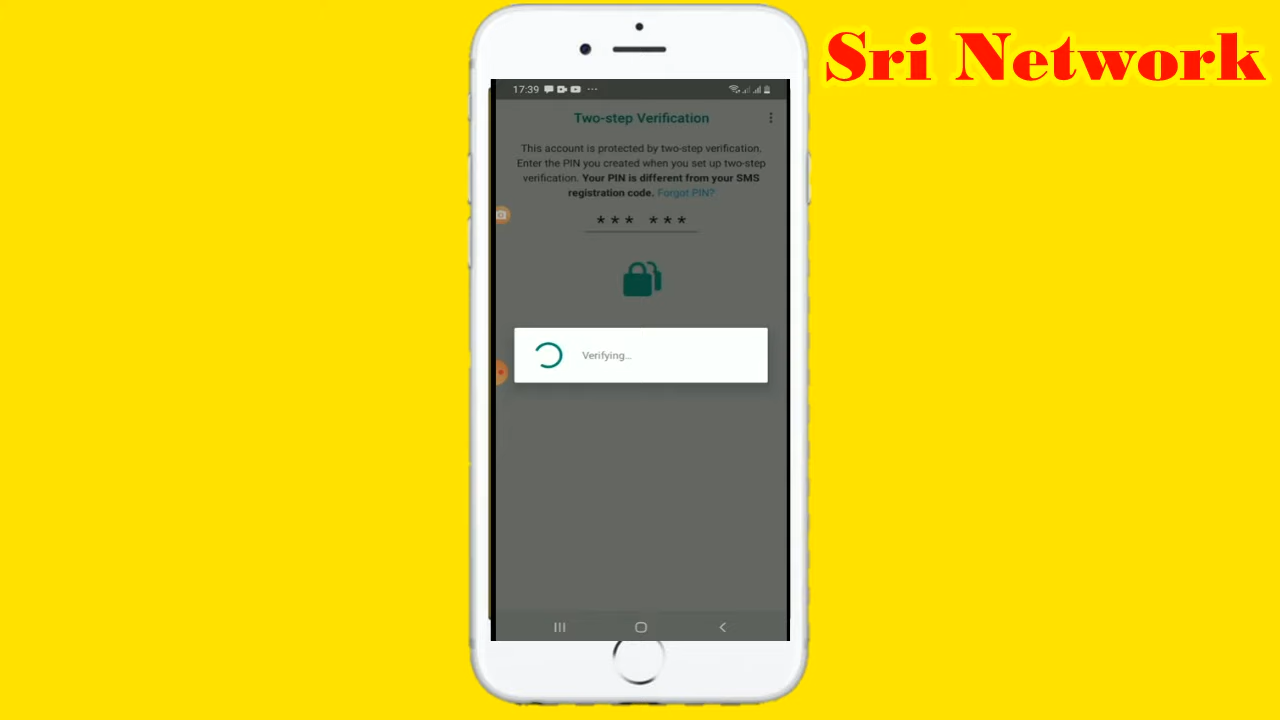 Sri Network
17:39
Two-step Verification
This account is protected by two-step verification.
Enter the PIN you created when you set up two-step
verification. Your PIN is different from your SMS
registration code. Forgot PIN?
*** ***
Verifying...